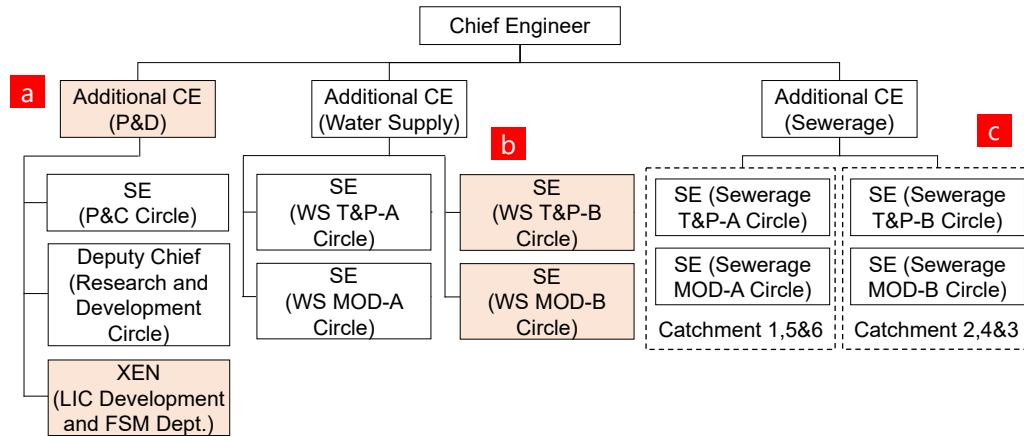 Chief Engineer
a
Additional CE
(P&D)
Additional CE
(Water Supply)
Additional CE
(Sewerage)
b
c
SE
(P&C Circle)
Deputy Chief
(Research and
Development
Circle)
XEN
(LIC Development
and FSM Dept.)
SE
(WS T&P-A
Circle)
SE
(WS MOD-A
Circle)
SE
(WS T&P-B
Circle)
SE
(WS MOD-B
Circle)
SE (Sewerage
T&P-A Circle)
SE (Sewerage
MOD-A Circle)
Catchment 1,5&6
SE (Sewerage
T&P-B Circle)
SE (Sewerage
MOD-B Circle)
Catchment 2,4&3